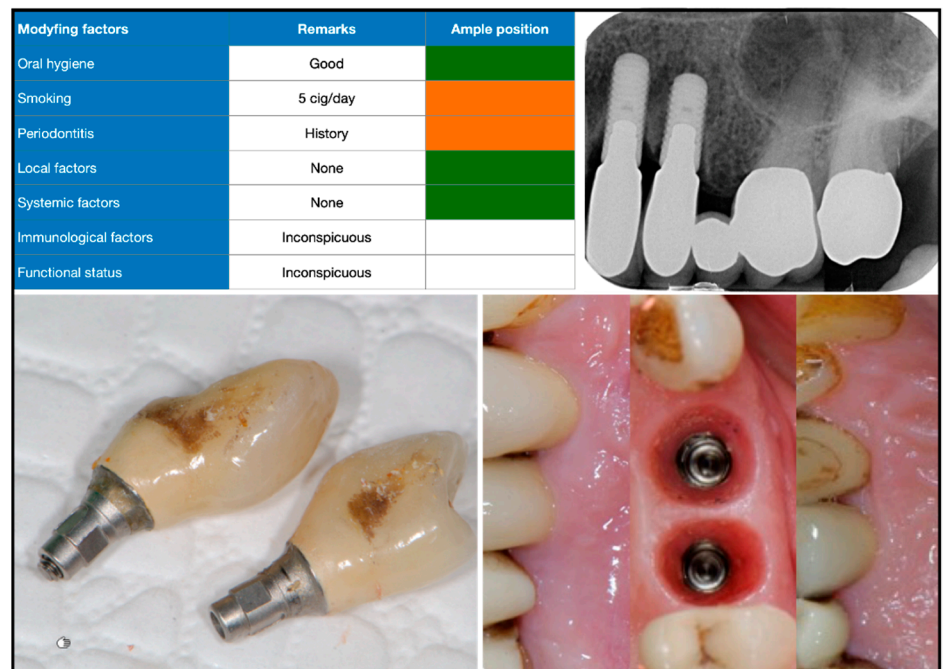 Modyfing factors Remarks Ample position
Oral hygiene Good
Smoking 5 cig/day
Periodontitis History
Local factors None
Systemic factors None
Immunological factors Inconspicuous
Functional status Inconspicuous